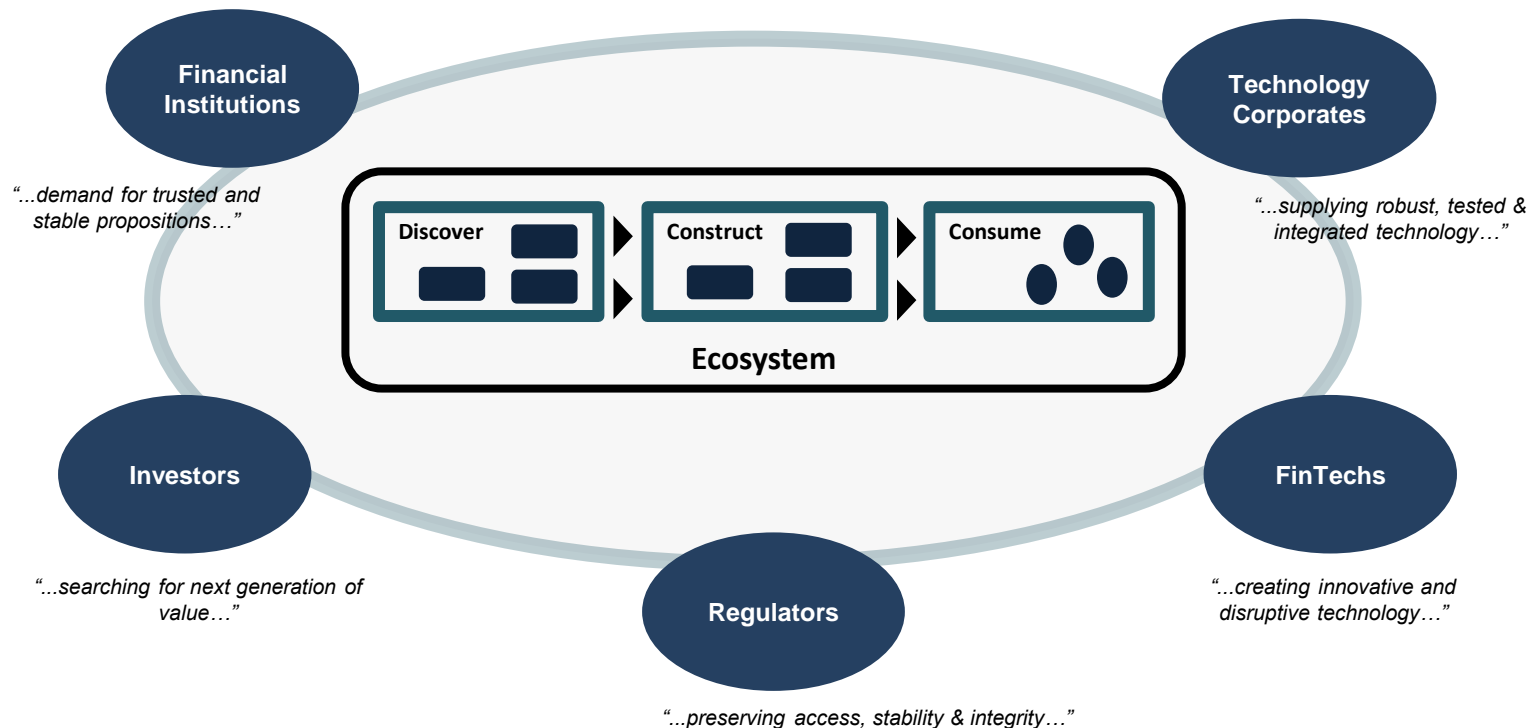 Financial
Institutions
Technology
Corporates
“...demand for trusted and
stable propositions…”
“...supplying robust, tested &
integrated technology…”
Discover
Construct
Consume
Ecosystem
Investors
FinTechs
“...searching for next generation of
value…”
Regulators
“...creating innovative and
disruptive technology…”
“...preserving access, stability & integrity…”